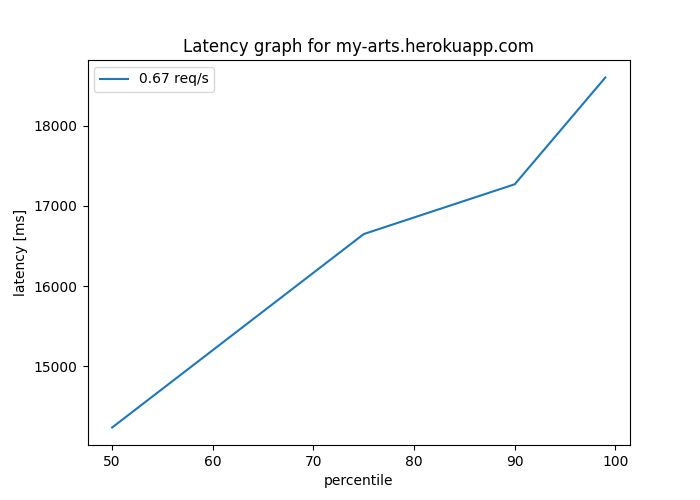 Latency graph for my-arts.herokuapp.com
0.67 req/s
18000
17000
16000
15000
latency [ms]
50 60 70 80 90 100
percentile